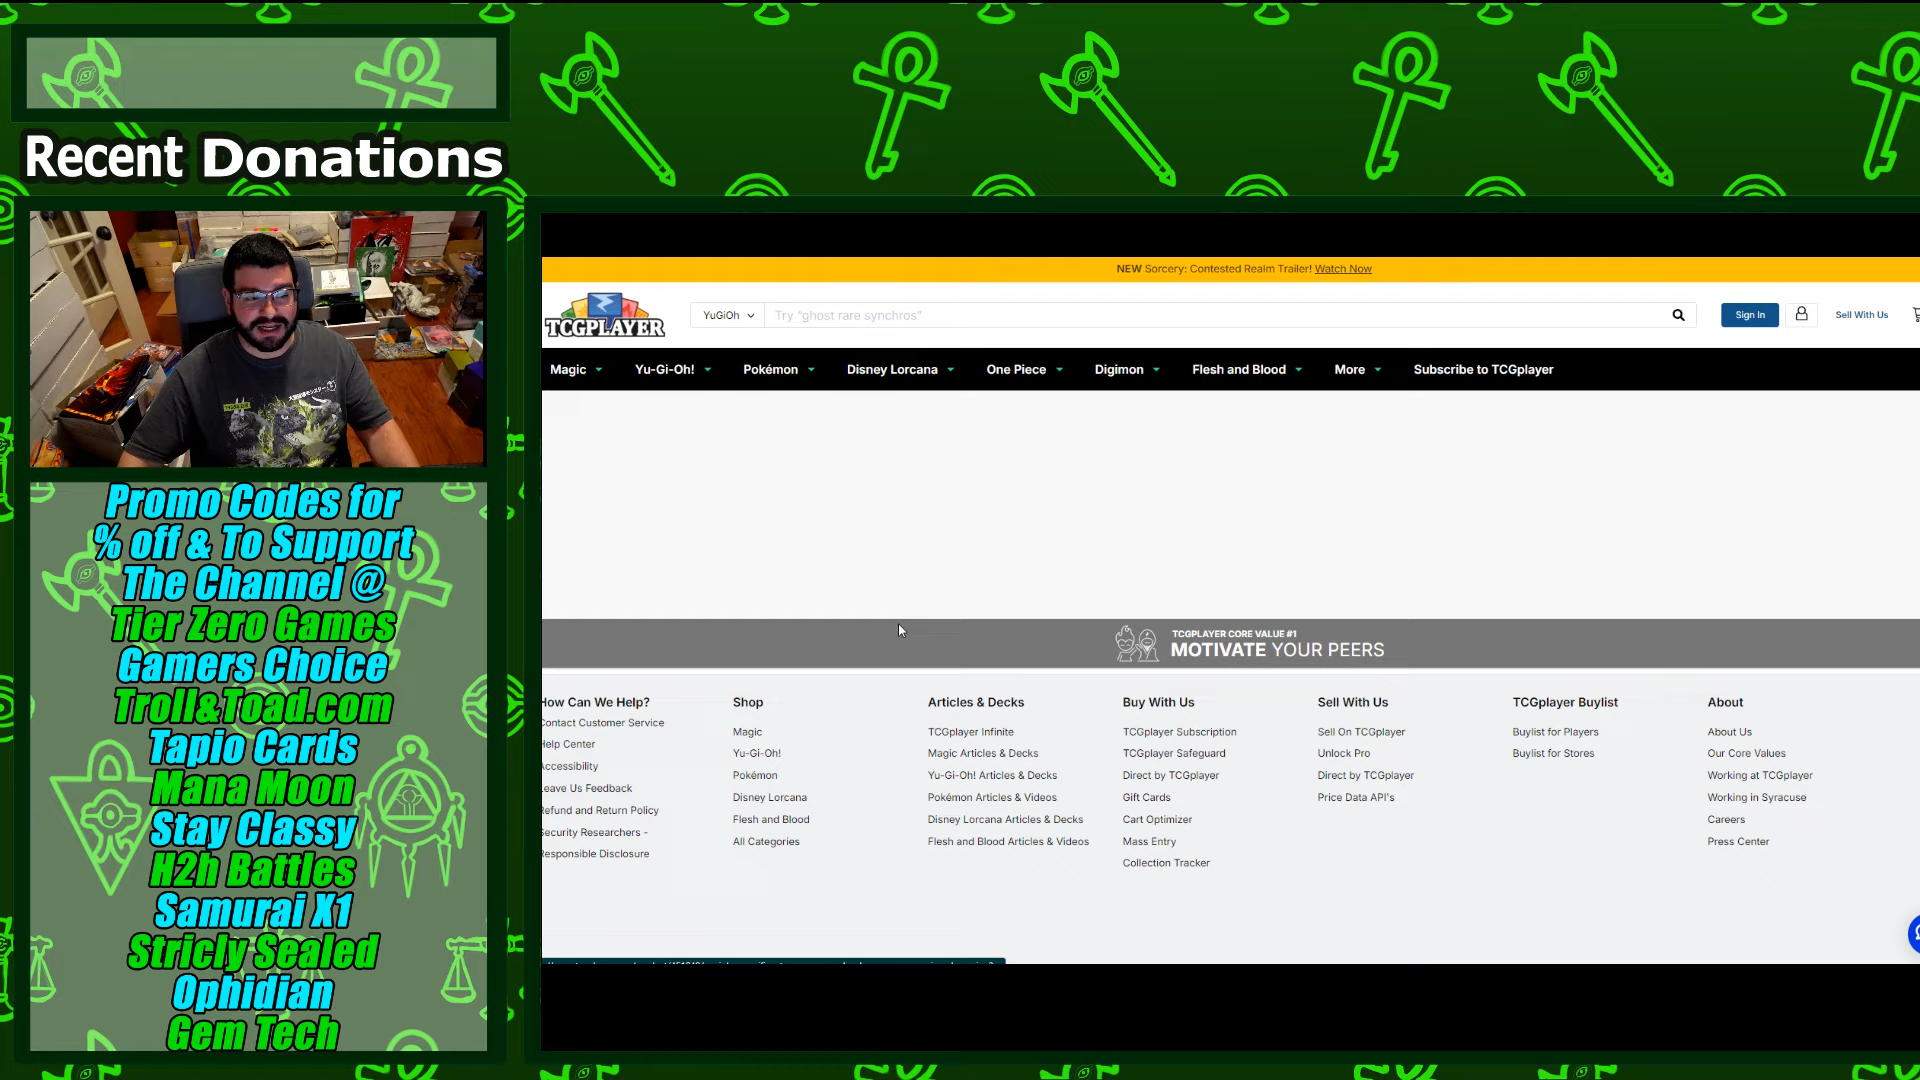 Recent Donations
Promo Codes for
% off & To Support
The Channel @
Tier Zero Games
Gamers Choice
Troll&Toad.com
Tapio Cards
Mana Moon
Stay Classy
H2h Battles
Samurai X1
Stricly Sealed
Ophidian
Gem Tech
NEW Sorcery: Contested Realm Trailer! Watch Now
TCGPLAYER
YuGiOh
Try "ghost rare synchros"
Sign In
Sell With Us
Magic
Yu-Gi-Oh!
Pokémon
Disney Lorcana
One Piece
Digimon
Flesh and Blood
More
Subscribe to TCGplayer
TCGPLAYER CORE VALUE #1
MOTIVATE YOUR PEERS
How Can We Help?
Contact Customer Service
Help Center
Accessibility
Leave Us Feedback
Refund and Return Policy
Security Researchers -
Responsible Disclosure
Shop
Magic
Yu-Gi-Oh!
Pokémon
Disney Lorcana
Flesh and Blood
All Categories
Articles & Decks
TCGplayer Infinite
Magic Articles & Decks
Yu-Gi-Oh! Articles & Decks
Pokémon Articles & Videos
Disney Lorcana Articles & Decks
Flesh and Blood Articles & Videos
Buy With Us
TCGplayer Subscription
TCGplayer Safeguard
Direct by TCGplayer
Gift Cards
Cart Optimizer
Mass Entry
Collection Tracker
Sell With Us
Sell On TCGplayer
Unlock Pro
Direct by TCGplayer
Price Data API's
TCGplayer Buylist
Buylist for Players
Buylist for Stores
About
About Us
Our Core Values
Working at TCGplayer
Working in Syracuse
Careers
Press Center